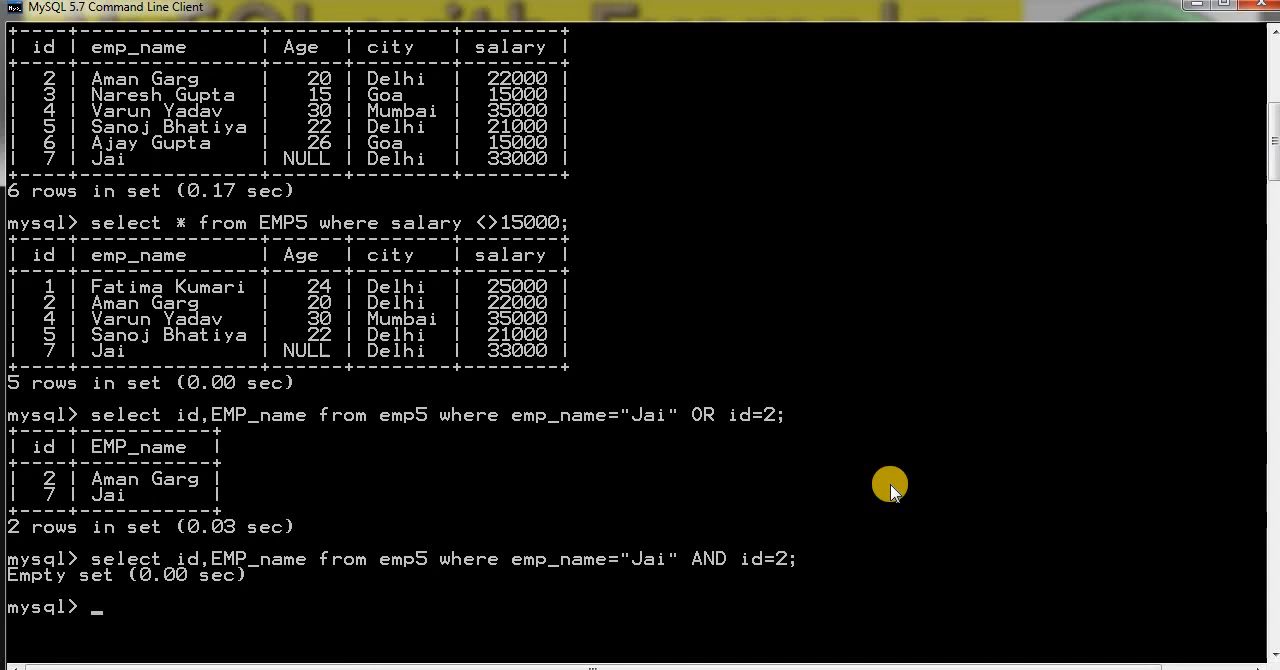 MySQL 5.7 Command Line Client
+----+---------------+------+--------+--------+
| id | emp_name      | Age  | city   | salary |
+----+---------------+------+--------+--------+
|  2 | Aman Garg     |   20 | Delhi  |  22000 |
|  3 | Naresh Gupta  |   15 | Goa    |  15000 |
|  4 | Varun Yadav   |   30 | Mumbai |  35000 |
|  5 | Sanoj Bhatiya |   22 | Delhi  |  21000 |
|  6 | Ajay Gupta    |   26 | Goa    |  15000 |
|  7 | Jai           | NULL | Delhi  |  33000 |
+----+---------------+------+--------+--------+
6 rows in set (0.17 sec)
mysql> select * from EMP5 where salary <>15000;
+----+---------------+------+--------+--------+
| id | emp_name      | Age  | city   | salary |
+----+---------------+------+--------+--------+
|  1 | Fatima Kumari |   24 | Delhi  |  25000 |
|  2 | Aman Garg     |   20 | Delhi  |  22000 |
|  4 | Varun Yadav   |   30 | Mumbai |  35000 |
|  5 | Sanoj Bhatiya |   22 | Delhi  |  21000 |
|  7 | Jai           | NULL | Delhi  |  33000 |
+----+---------------+------+--------+--------+
5 rows in set (0.00 sec)
mysql> select id,EMP_name from emp5 where emp_name="Jai" OR id=2;
+----+-----------+
| id | EMP_name  |
+----+-----------+
|  2 | Aman Garg |
|  7 | Jai       |
+----+-----------+
2 rows in set (0.03 sec)
mysql> select id,EMP_name from emp5 where emp_name="Jai" AND id=2;
Empty set (0.00 sec)
mysql> _